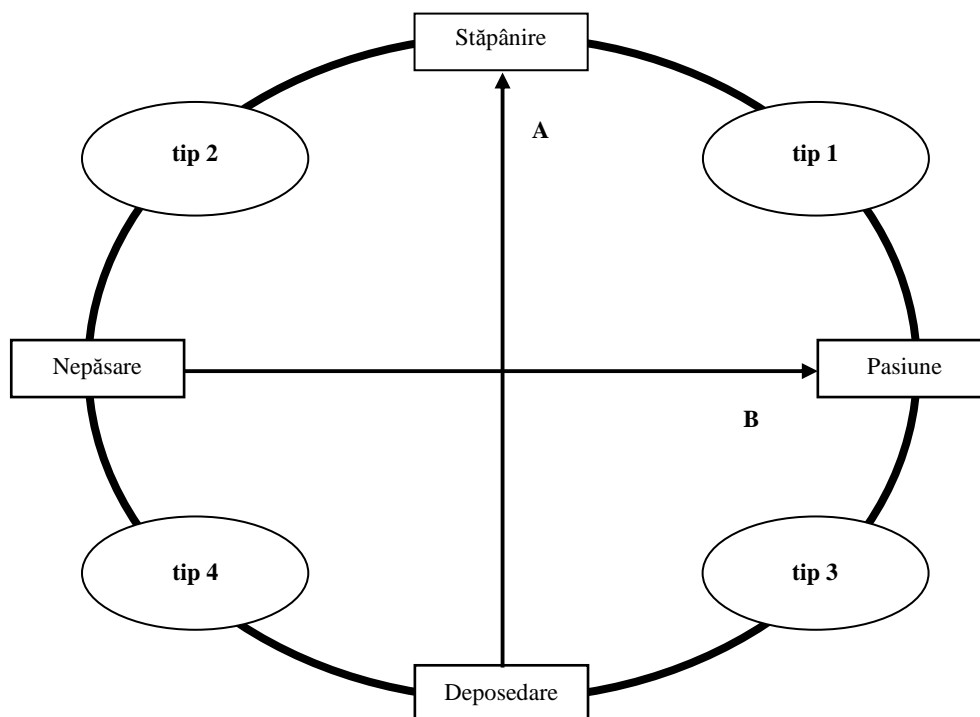 Stăpânire
A
tip 2
tip 1
Nepăsare
Pasiune
B
tip 4
tip 3
Deposedare